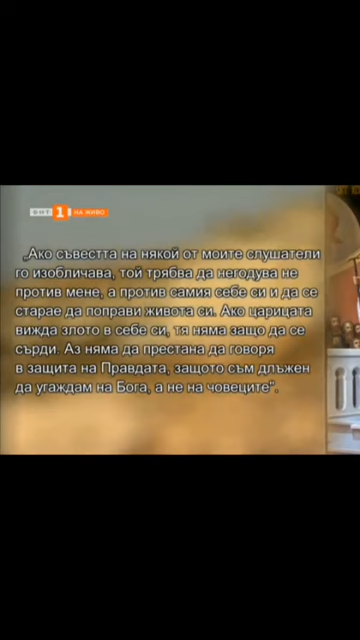 БНТ 1 НА ЖИВО
„Ако съвестта на някой от моите слушатели
го изобличава, той трябва да негодува не
против мене, а против самия себе си и да се
старае да поправи живота си. Ако царицата
вижда злото в себе си, тя няма защо да се
сърди. Аз няма да престана да говоря
в защита на Правдата, защото съм длъжен
да угаждам на Бога, а не на човеците“.